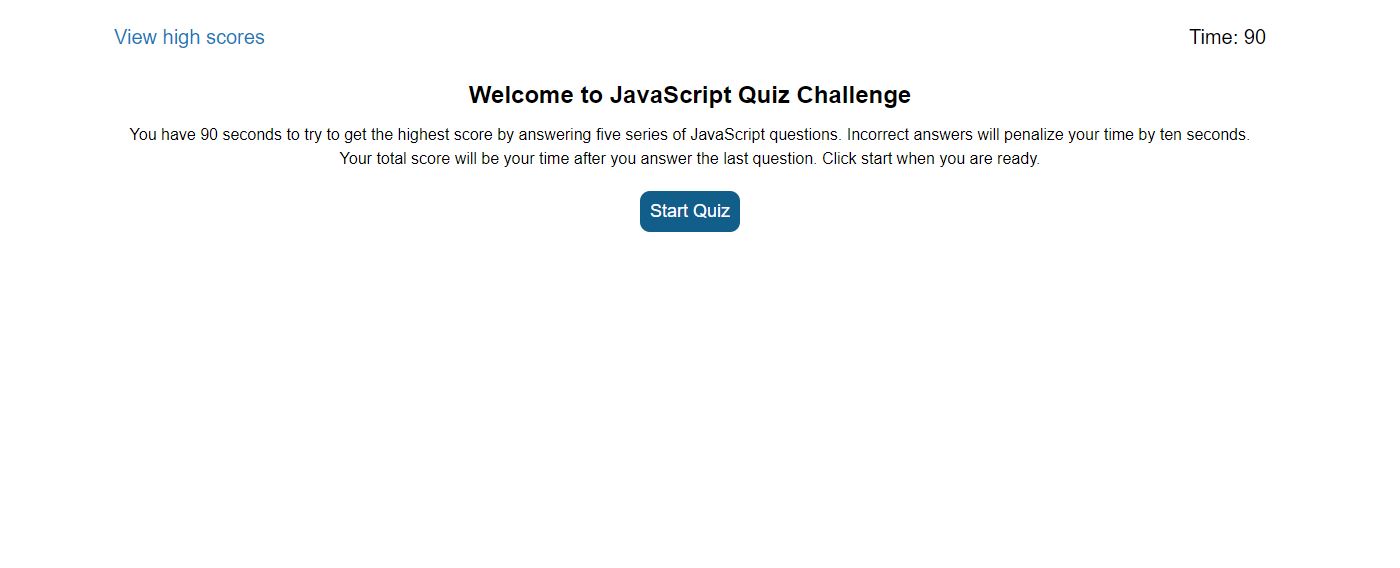 View high scores
Time: 90
Welcome to JavaScript Quiz Challenge
You have 90 seconds to try to get the highest score by answering five series of JavaScript questions. Incorrect answers will penalize your time by ten seconds.
Your total score will be your time after you answer the last question. Click start when you are ready.
Start Quiz